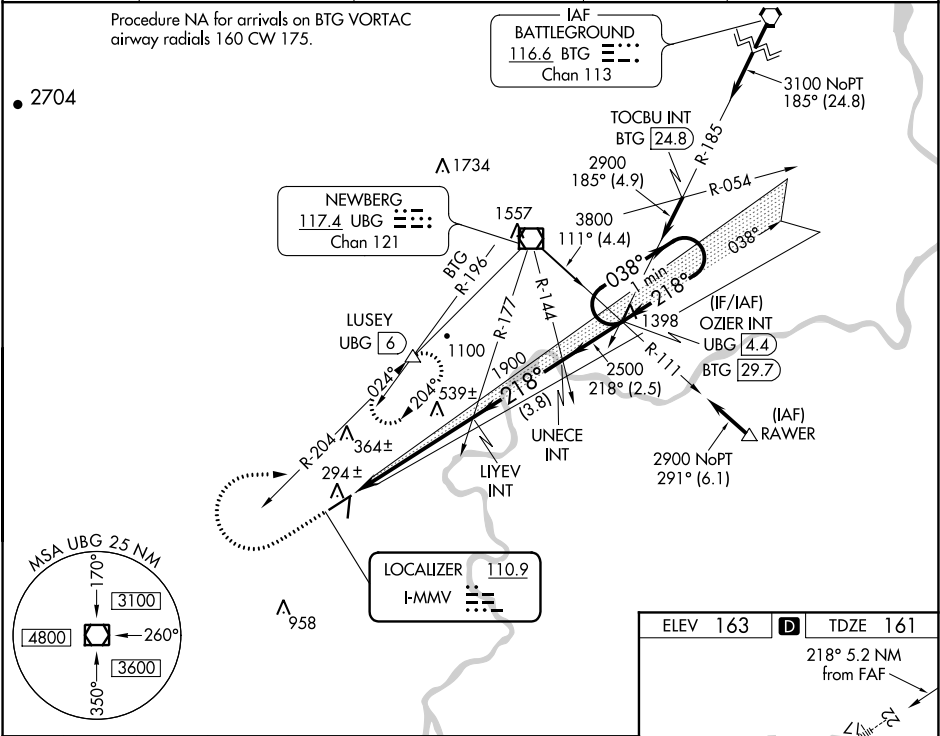 Procedure NA for arrivals on BTG VORTAC
airway radials 160 CW 175.
2704
IAF
BATTLEGROUND
116.6 BTG
Chan 113
3100 NoPT
185° (24.8)
R-185
TOCBU INT
BTG 24.8
2900
185° (4.9)
R-054
1734
NEWBERG
117.4 UBG
Chan 121
1557
3800
111° (4.4)
038°
038°
1 min
218°
BTG
R-196
R-177
R-144
1398
(IF/IAF)
OZIER INT
UBG 4.4
BTG 29.7
LUSEY
UBG 6
1100
1900
R-111
2500
218° (2.5)
024°
204°
539±
218°
(3.8)
UNECE
INT
(IAF)
RAWER
R-204
364±
LIYEV
INT
2900 NoPT
291° (6.1)
294±
LOCALIZER 110.9
I-MMV
MSA UBG 25 NM
170°
3100
4800
260°
3600
350°
958
ELEV 163 D TDZE 161
218° 5.2 NM
from FAF
22
17